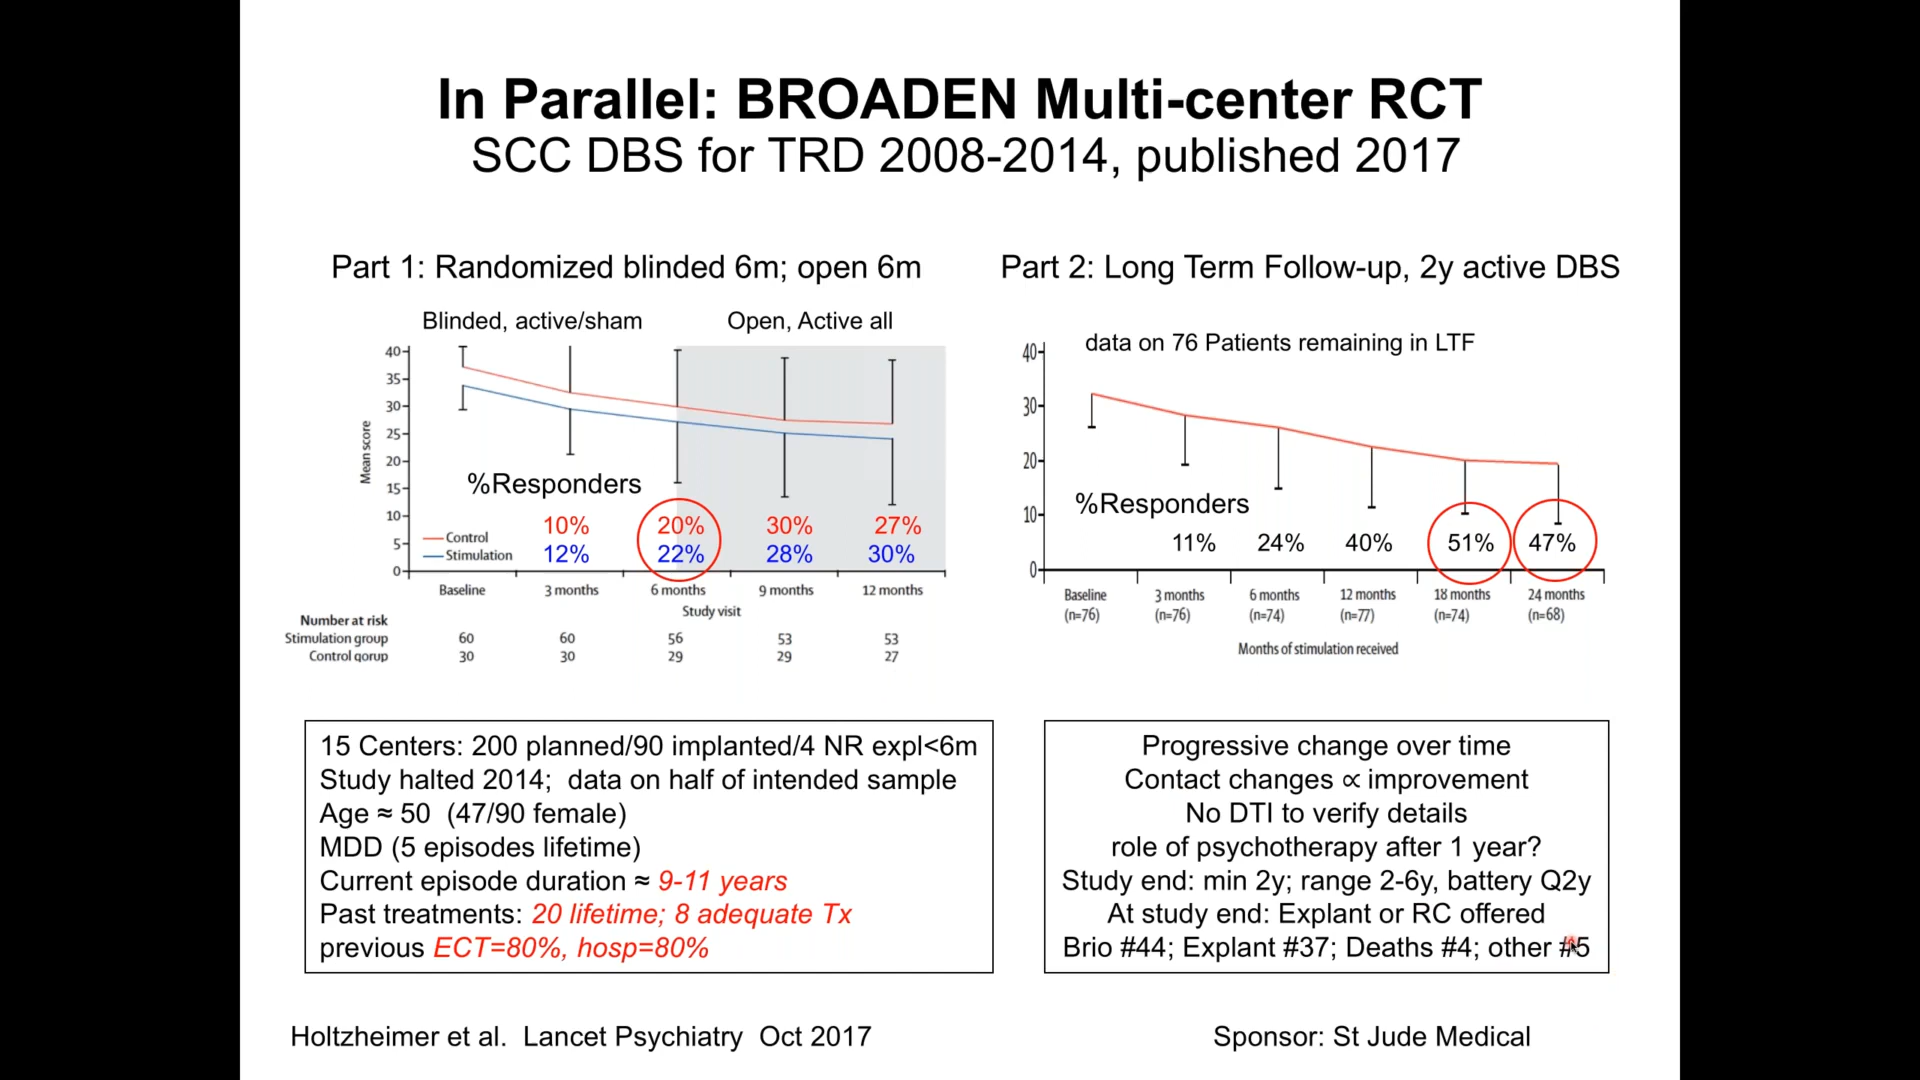 In Parallel: BROADEN Multi-center RCT
SCC DBS for TRD 2008-2014, published 2017
Part 1: Randomized blinded 6m; open 6m
Blinded, active/sham
Open, Active all
40
35
30
25
20
15
10
5
0
Mean score
%Responders
10% 20% 30% 27%
12% 22% 28% 30%
Control
Stimulation
Baseline 3 months 6 months 9 months 12 months
Study visit
Number at risk
Stimulation group 60 60 56 53 53
Control gorup 30 30 29 29 27
Part 2: Long Term Follow-up, 2y active DBS
data on 76 Patients remaining in LTF
40
30
20
10
0
%Responders
11% 24% 40% 51% 47%
Baseline 3 months 6 months 12 months 18 months 24 months
(n=76) (n=76) (n=74) (n=77) (n=74) (n=68)
Months of stimulation received
15 Centers: 200 planned/90 implanted/4 NR expl<6m
Study halted 2014; data on half of intended sample
Age ≈ 50 (47/90 female)
MDD (5 episodes lifetime)
Current episode duration ≈ 9-11 years
Past treatments: 20 lifetime; 8 adequate Tx
previous ECT=80%, hosp=80%
Progressive change over time
Contact changes ∝ improvement
No DTI to verify details
role of psychotherapy after 1 year?
Study end: min 2y; range 2-6y, battery Q2y
At study end: Explant or RC offered
Brio #44; Explant #37; Deaths #4; other #5
Holtzheimer et al. Lancet Psychiatry Oct 2017
Sponsor: St Jude Medical